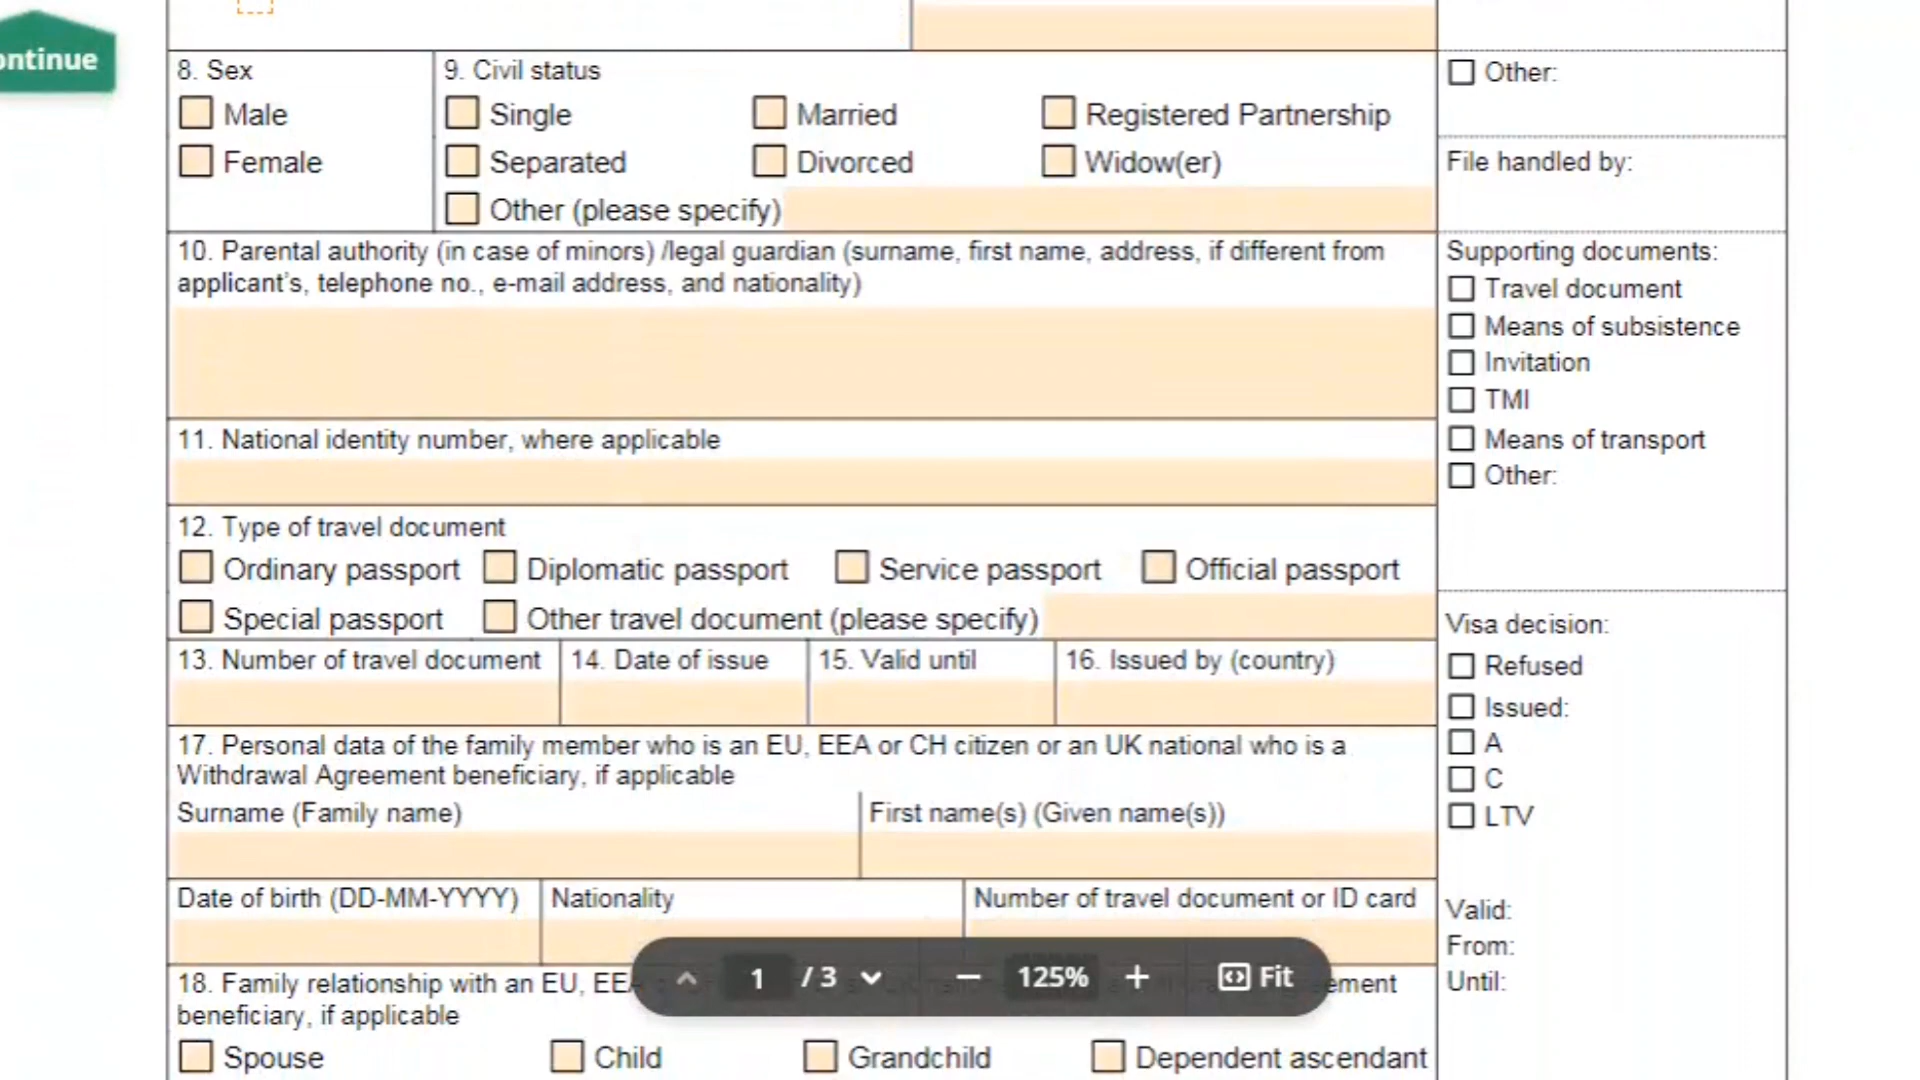 ontinue
8. Sex
Male
Female
9. Civil status
Single Married Registered Partnership
Separated Divorced Widow(er)
Other (please specify)
10. Parental authority (in case of minors) /legal guardian (surname, first name, address, if different from
applicant's, telephone no., e-mail address, and nationality)
11. National identity number, where applicable
12. Type of travel document
Ordinary passport Diplomatic passport Service passport Official passport
Special passport Other travel document (please specify)
13. Number of travel document 14. Date of issue 15. Valid until 16. Issued by (country)
17. Personal data of the family member who is an EU, EEA or CH citizen or an UK national who is a
Withdrawal Agreement beneficiary, if applicable
Surname (Family name) First name(s) (Given name(s))
Date of birth (DD-MM-YYYY) Nationality Number of travel document or ID card
18. Family relationship with an EU, EEA
beneficiary, if applicable
Spouse Child Grandchild Dependent ascendant
Other:
File handled by:
Supporting documents:
Travel document
Means of subsistence
Invitation
TMI
Means of transport
Other:
Visa decision:
Refused
Issued:
A
C
LTV
Valid:
From:
Until:
1 / 3 125% Fit